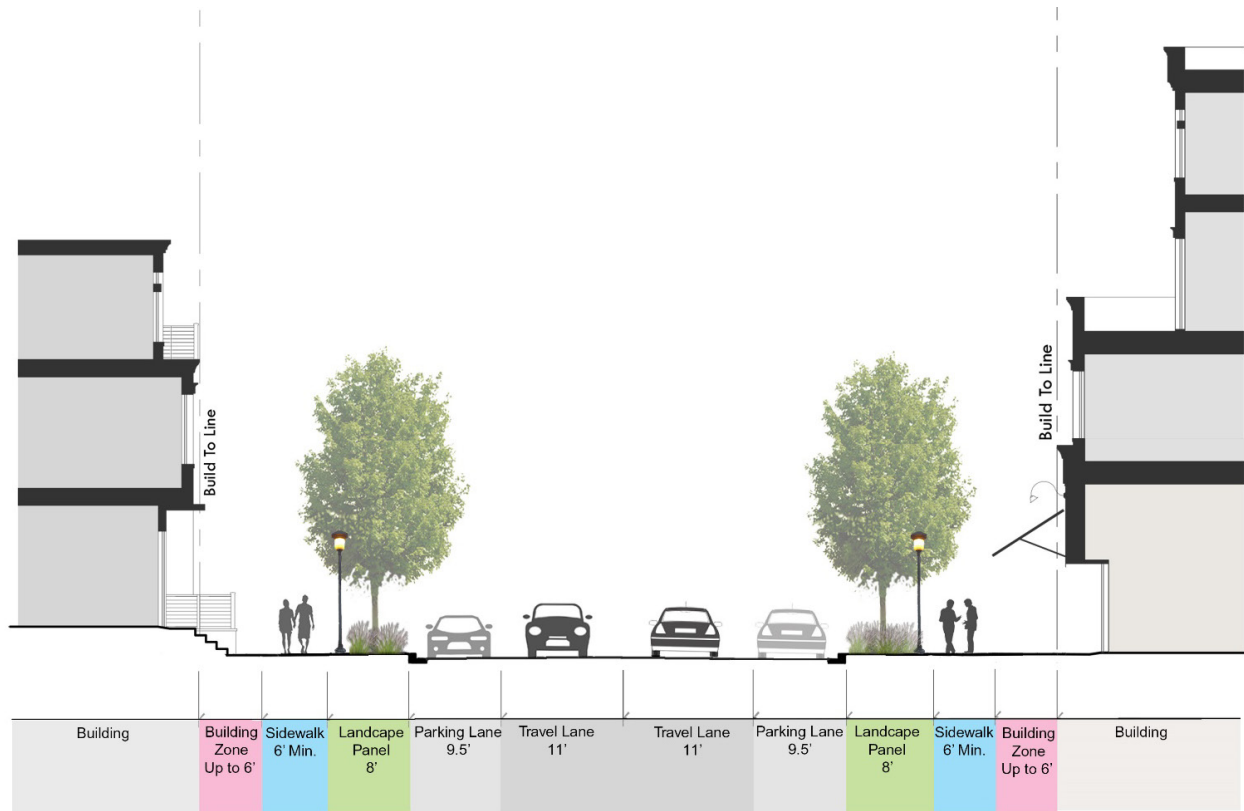 Build To Line
Build To Line
Building
Building
Zone
Up to 6’
Sidewalk
6’ Min.
Landscape
Panel
8’
Parking Lane
9.5’
Travel Lane
11’
Travel Lane
11’
Parking Lane
9.5’
Landscape
Panel
8’
Sidewalk
6’ Min.
Building
Zone
Up to 6’
Building